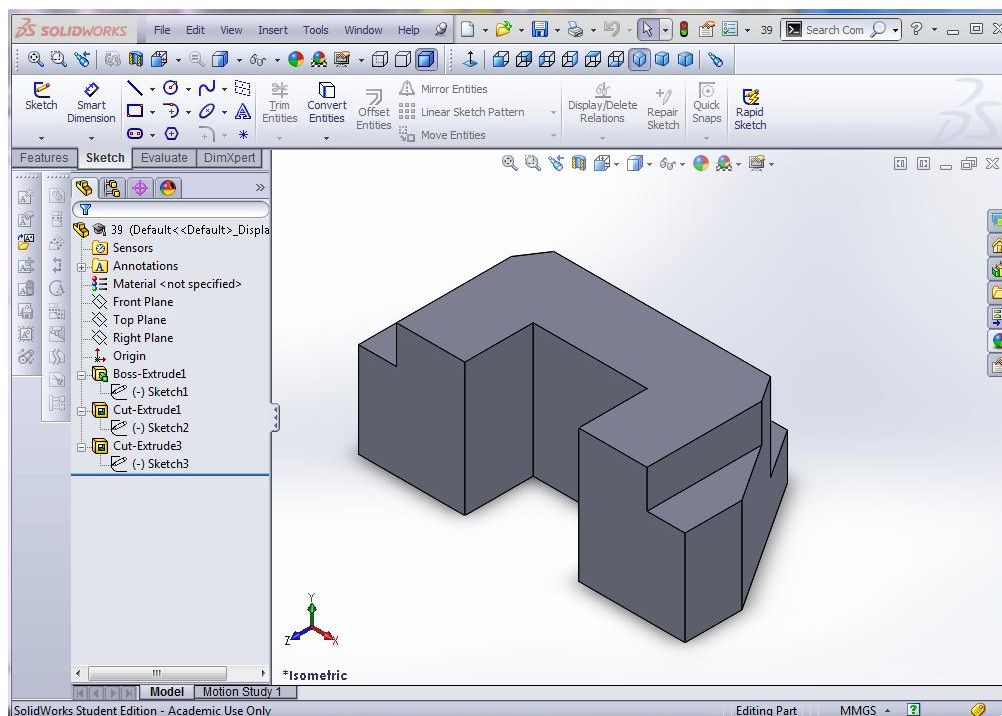 SOLIDWORKS File Edit View Insert Tools Window Help 39 Search Com ?
Sketch Smart Dimension Trim Entities Convert Entities Offset Entities Mirror Entities Linear Sketch Pattern Move Entities Display/Delete Relations Repair Sketch Quick Snaps Rapid Sketch
Features Sketch Evaluate DimXpert
39 (Default<<Default>_Displa
Sensors
Annotations
Material <not specified>
Front Plane
Top Plane
Right Plane
Origin
Boss-Extrude1
(-) Sketch1
Cut-Extrude1
(-) Sketch2
Cut-Extrude3
(-) Sketch3
Y
Z X
*Isometric
Model Motion Study 1
SolidWorks Student Edition - Academic Use Only Editing Part MMGS ?